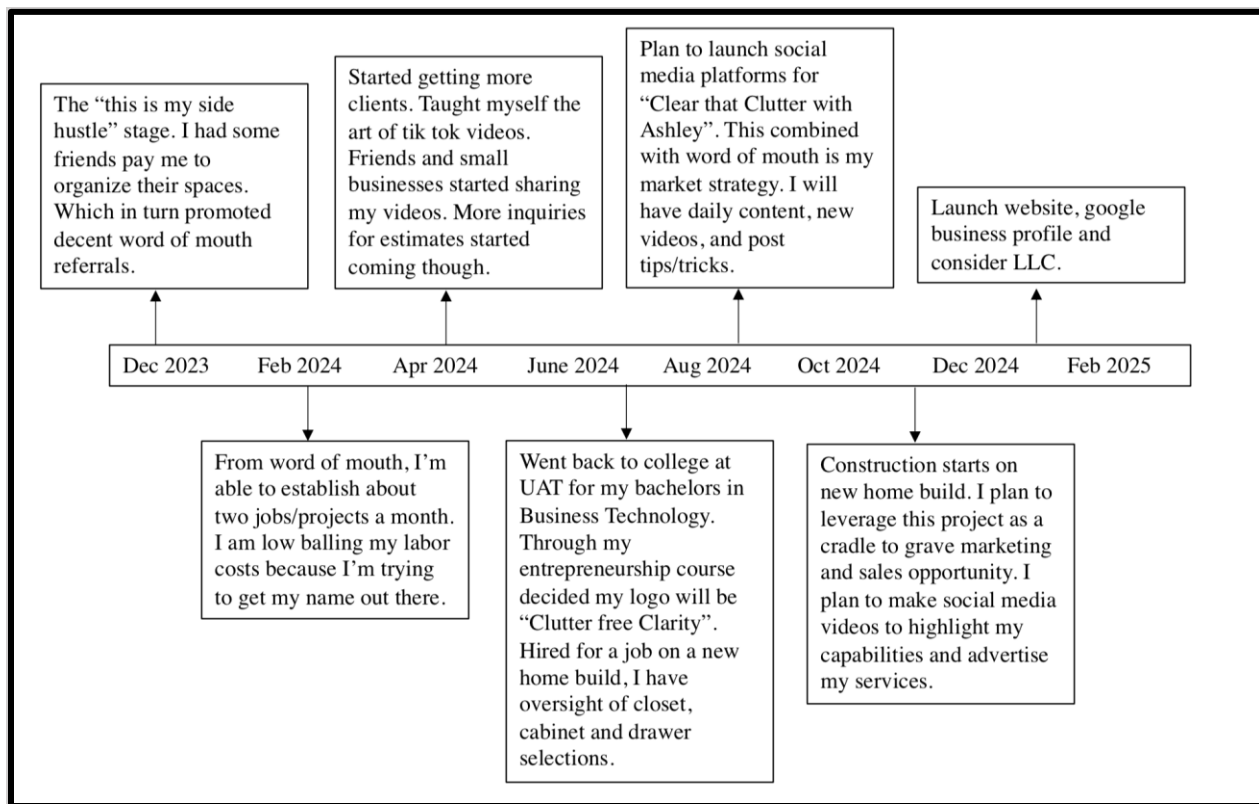 The “this is my side
hustle” stage. I had some
friends pay me to
organize their spaces.
Which in turn promoted
decent word of mouth
referrals.
Started getting more
clients. Taught myself the
art of tik tok videos.
Friends and small
businesses started sharing
my videos. More inquiries
for estimates started
coming though.
Plan to launch social
media platforms for
“Clear that Clutter with
Ashley”. This combined
with word of mouth is my
market strategy. I will
have daily content, new
videos, and post
tips/tricks.
Launch website, google
business profile and
consider LLC.
Dec 2023 Feb 2024 Apr 2024 June 2024 Aug 2024 Oct 2024 Dec 2024 Feb 2025
From word of mouth, I’m
able to establish about
two jobs/projects a month.
I am low balling my labor
costs because I’m trying
to get my name out there.
Went back to college at
UAT for my bachelors in
Business Technology.
Through my
entrepreneurship course
decided my logo will be
“Clutter free Clarity”.
Hired for a job on a new
home build, I have
oversight of closet,
cabinet and drawer
selections.
Construction starts on
new home build. I plan to
leverage this project as a
cradle to grave marketing
and sales opportunity. I
plan to make social media
videos to highlight my
capabilities and advertise
my services.